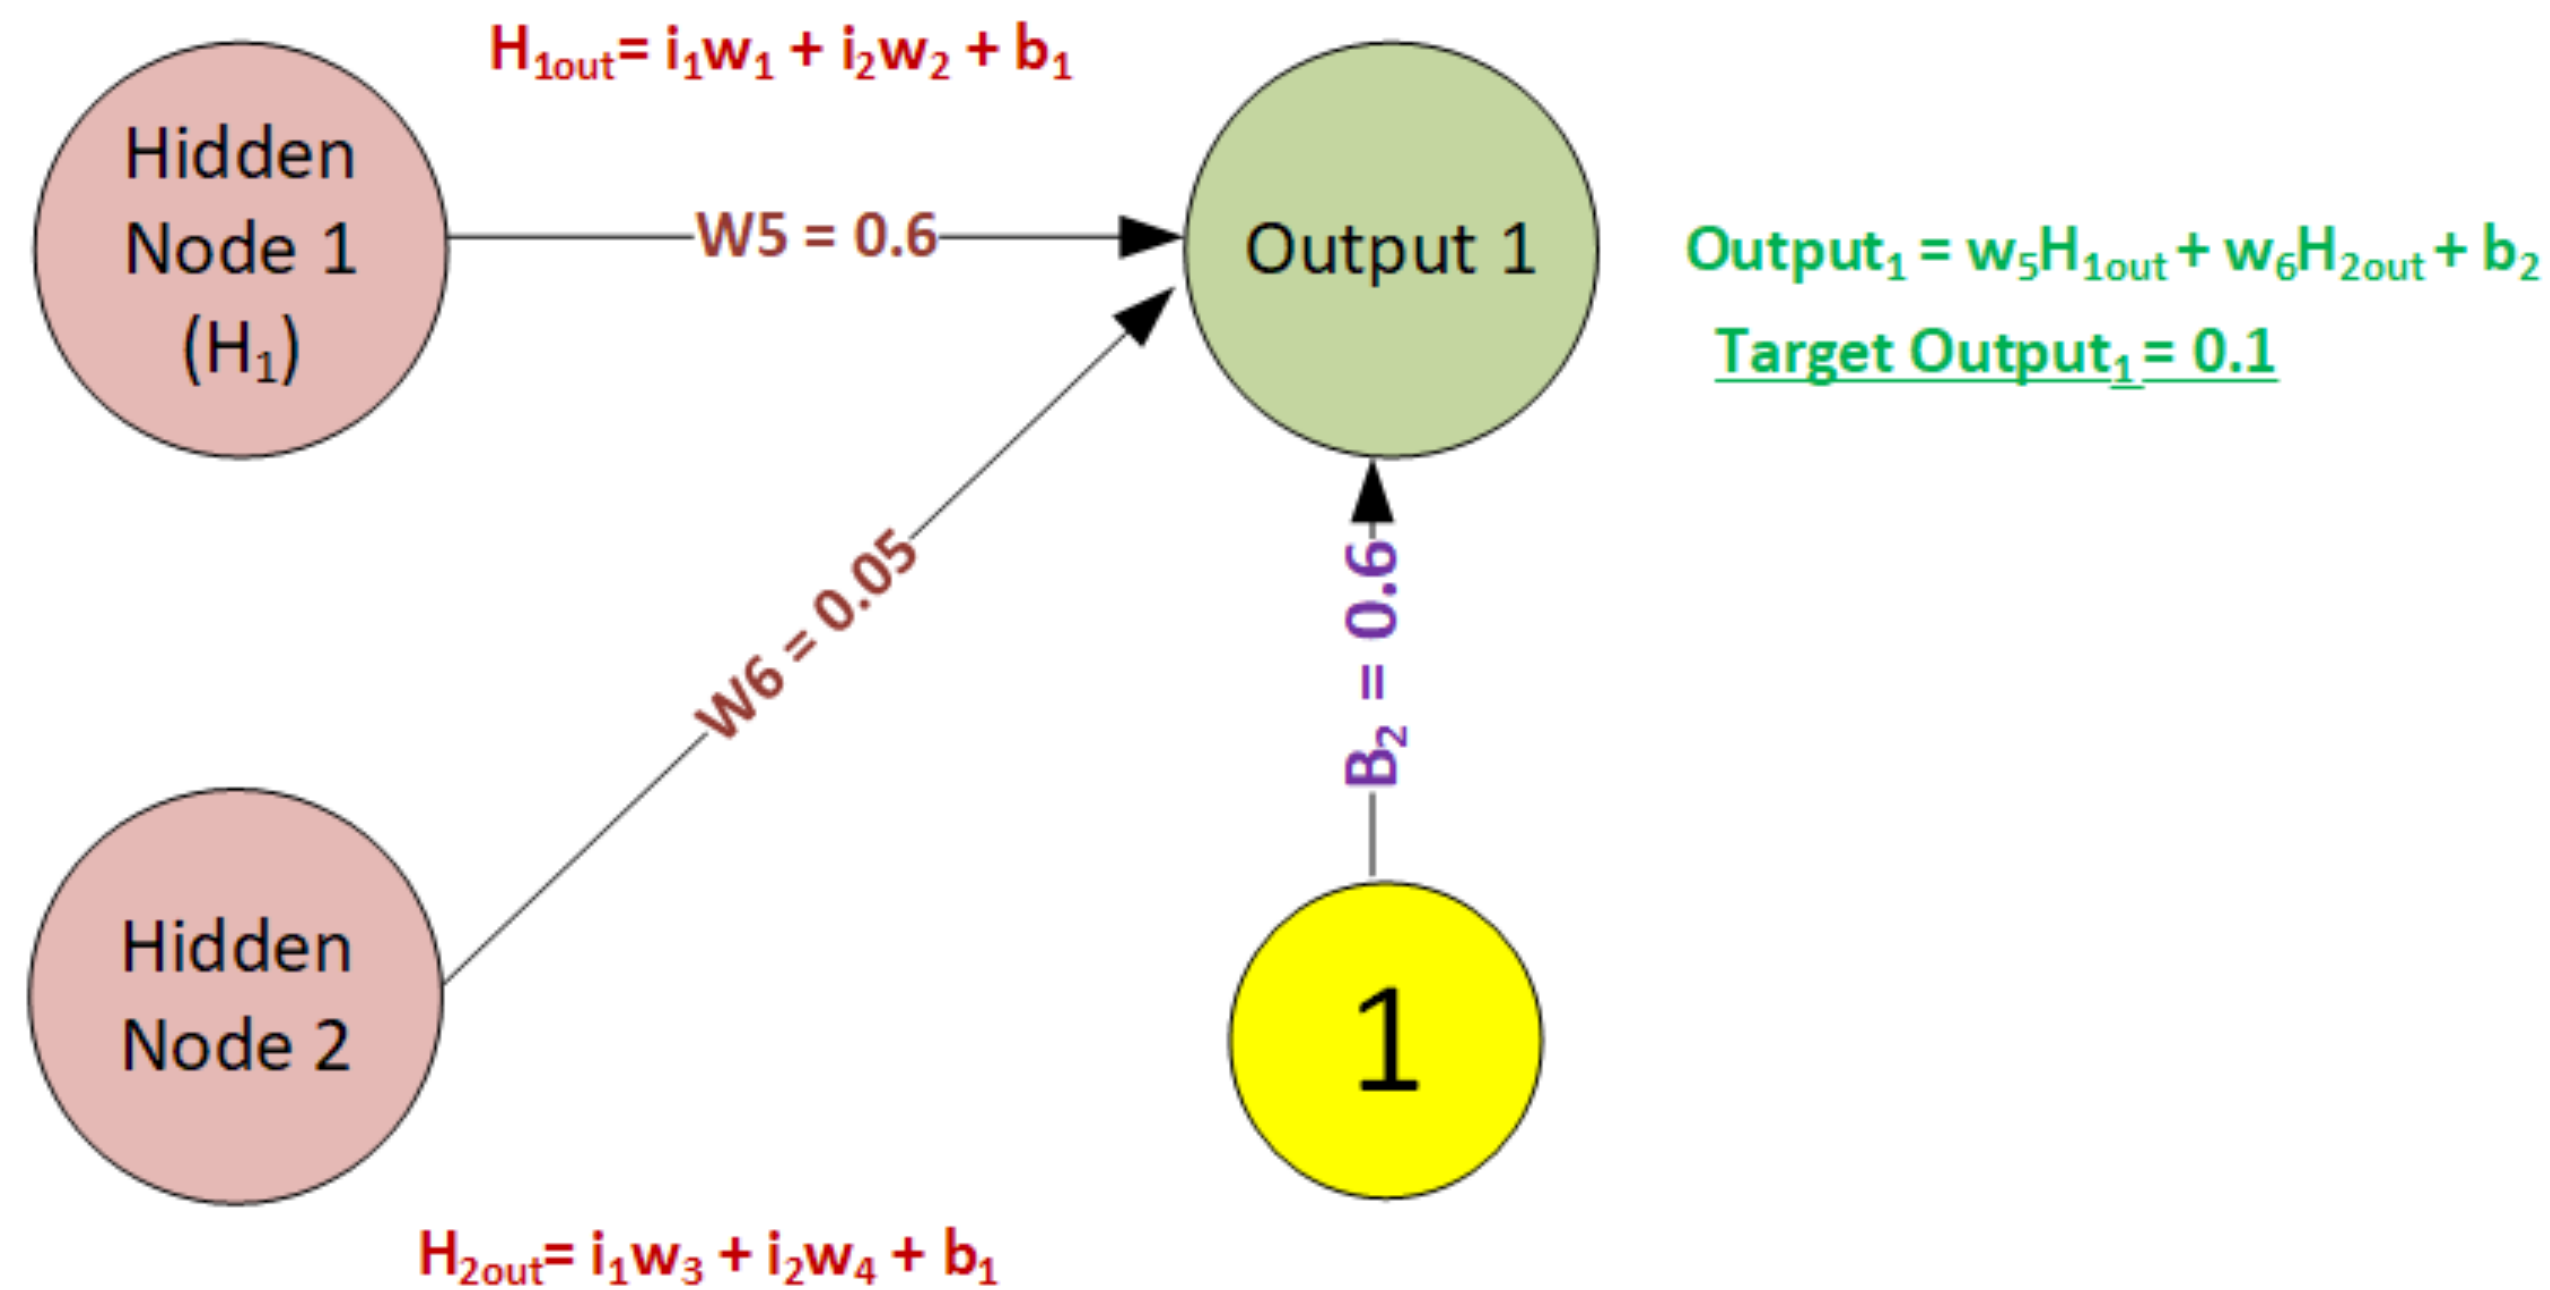 H₁out= i₁w₁ + i₂w₂ + b₁
Hidden
Node 1
(H₁)
W5 = 0.6
Output 1
Output₁ = w₅H₁out + w₆H₂out + b₂
Target Output₁ = 0.1
W6 = 0.05
B₂ = 0.6
Hidden
Node 2
1
H₂out= i₁w₃ + i₂w₄ + b₁